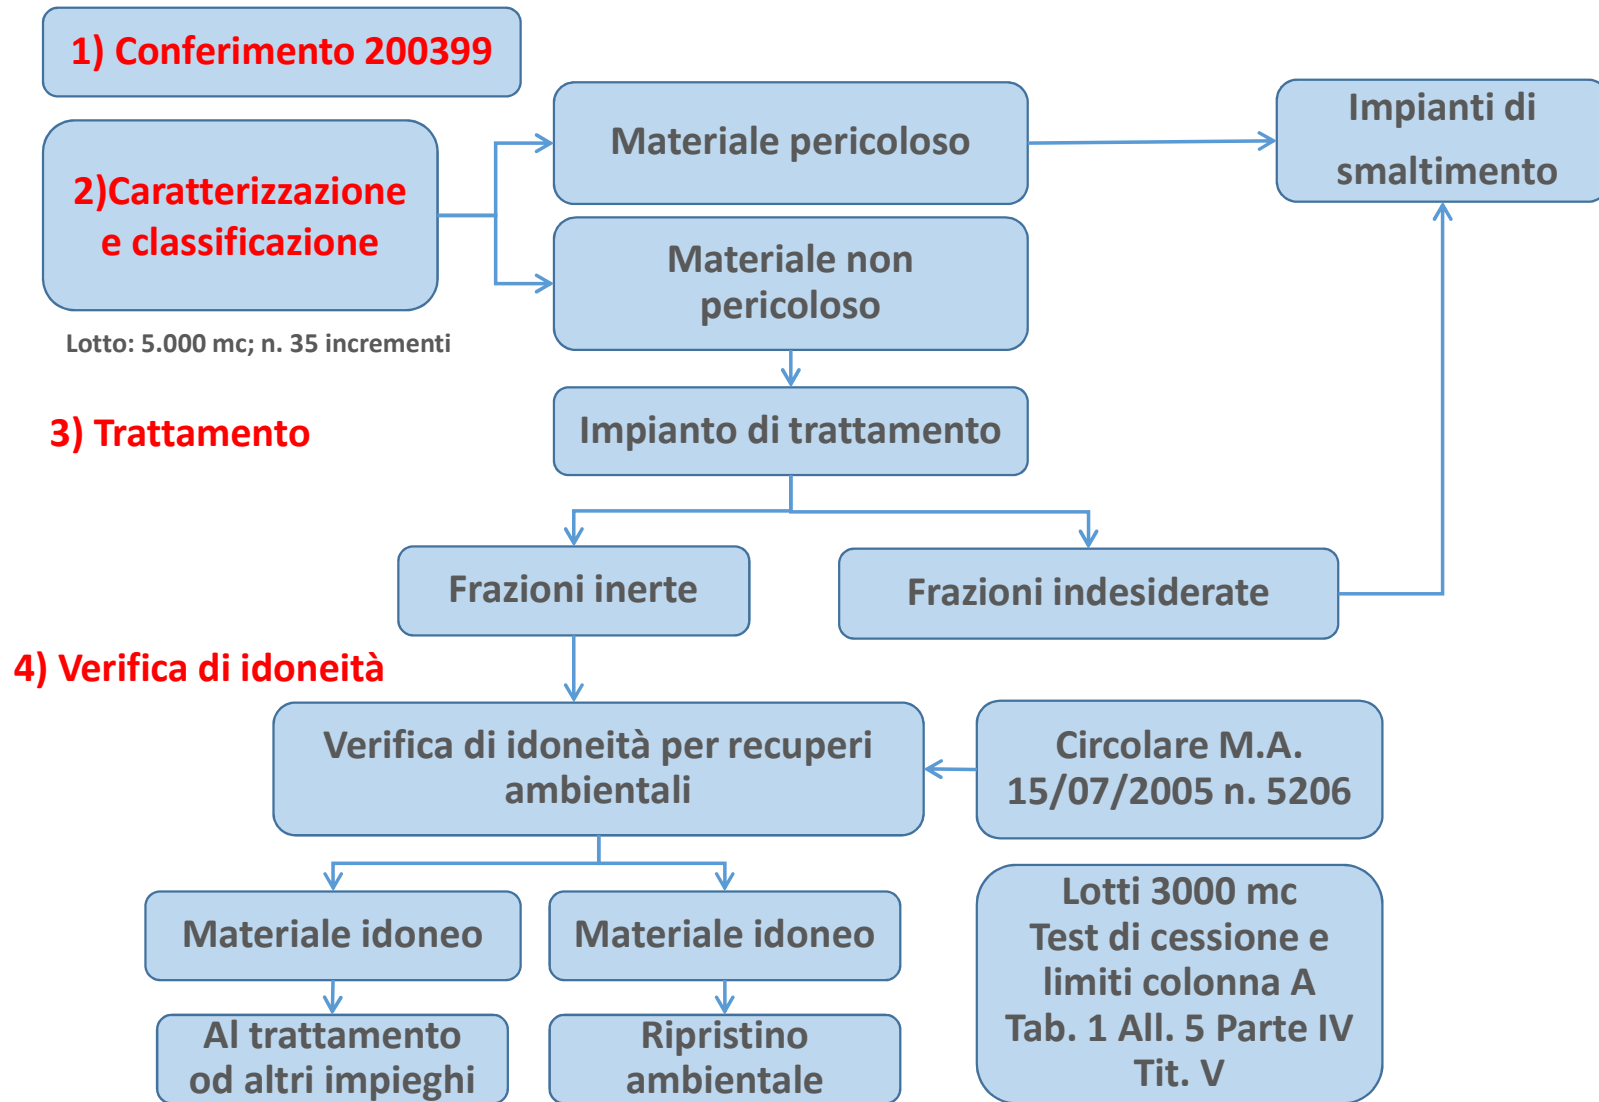 1) Conferimento 200399
2)Caratterizzazione
e classificazione
Lotto: 5.000 mc; n. 35 incrementi
Materiale pericoloso
Impianti di
smaltimento
Materiale non
pericoloso
3) Trattamento
Impianto di trattamento
Frazioni inerte
Frazioni indesiderate
4) Verifica di idoneità
Verifica di idoneità per recuperi
ambientali
Circolare M.A.
15/07/2005 n. 5206
Materiale idoneo
Materiale idoneo
Lotti 3000 mc
Test di cessione e
limiti colonna A
Tab. 1 All. 5 Parte IV
Tit. V
Al trattamento
od altri impieghi
Ripristino
ambientale